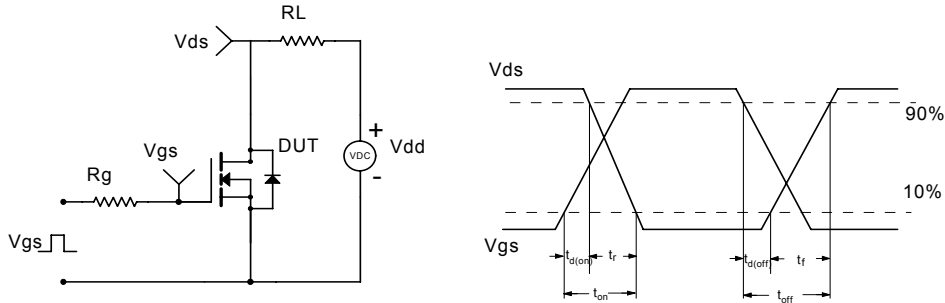 RL
Vds
Vds
90%
+
DUT
Vgs
VDC
Vdd
Rg
-
10%
Vgs
Vgs
td(on)
tr
td(off)
tf
ton
toff